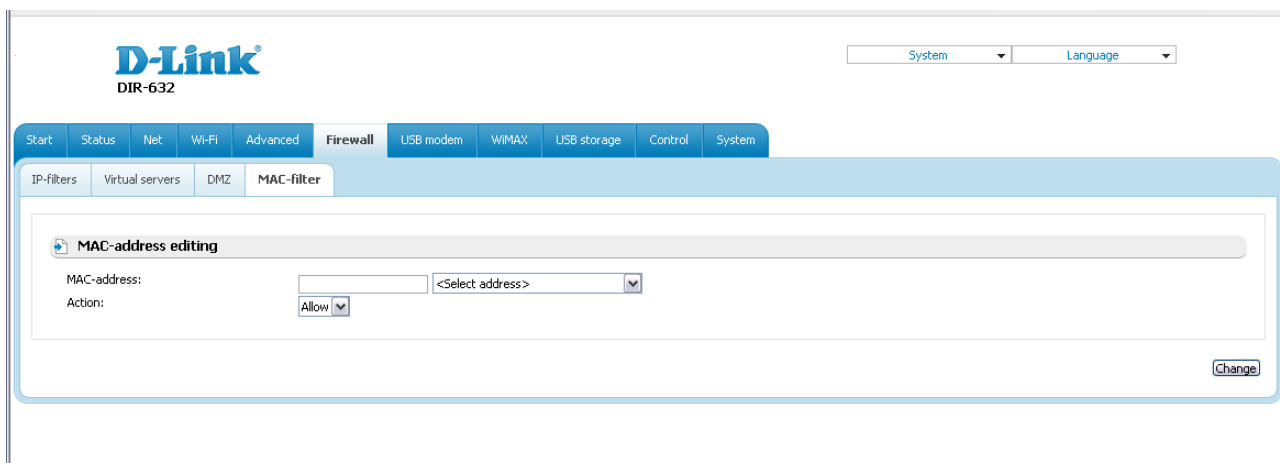 D-Link®
DIR-632
System Language
Start Status Net Wi-Fi Advanced Firewall USB modem WiMAX USB storage Control System
IP-filters Virtual servers DMZ MAC-filter
MAC-address editing
MAC-address: <Select address>
Action: Allow
Change